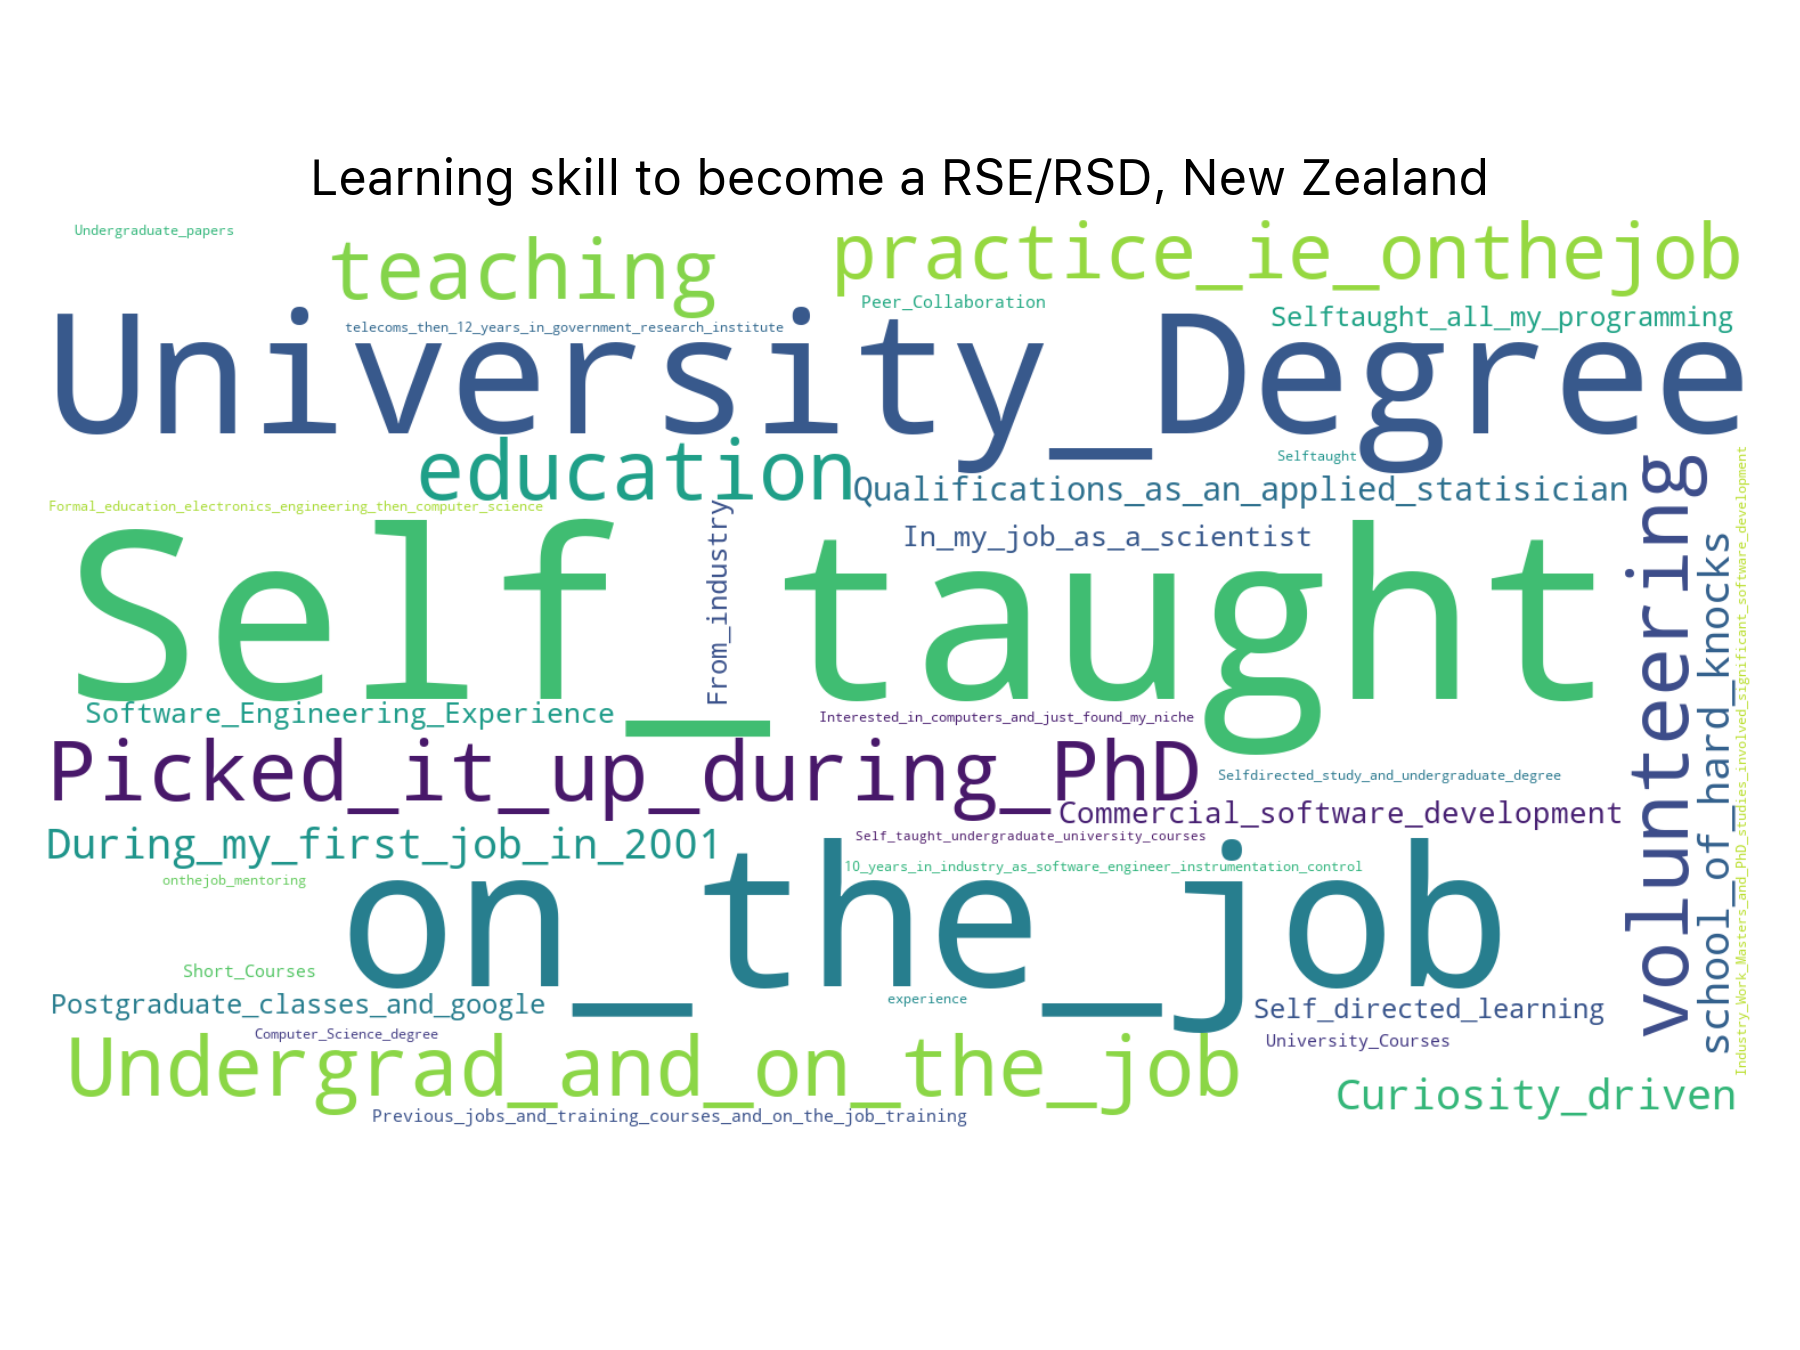 Learning skill to become a RSE/RSD, New Zealand
Undergraduate_papers
teaching
practice_ie_onthejob
Peer_Collaboration
Selftaught_all_my_programming
telecoms_then_12_years_in_government_research_institute
University_Degree
education
Selftaught
Qualifications_as_an_applied_statisician
Formal_education_electronics_engineering_then_computer_science
In_my_job_as_a_scientist
From_industry
Self_taught
volunteering
school_of_hard_knocks
Industry_Work_Masters_and_PhD_studies_involved_significant_software_development
Software_Engineering_Experience
Interested_in_computers_and_just_found_my_niche
Picked_it_up_during_PhD
Selfdirected_study_and_undergraduate_degree
Commercial_software_development
During_my_first_job_in_2001
Self_taught_undergraduate_university_courses
10_years_in_industry_as_software_engineer_instrumentation_control
onthejob_mentoring
on_the_job
Short_Courses
Postgraduate_classes_and_google
experience
Self_directed_learning
Computer_Science_degree
University_Courses
Undergrad_and_on_the_job
Curiosity_driven
Previous_jobs_and_training_courses_and_on_the_job_training